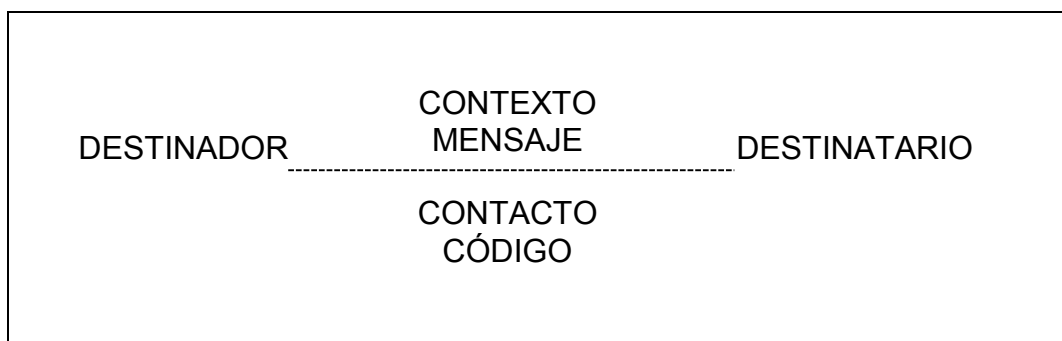 CONTEXTO
DESTINADOR MENSAJE DESTINATARIO
CONTACTO
CÓDIGO